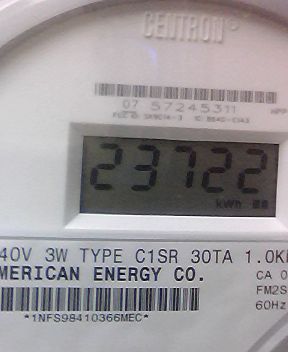 CENTRON®
07 57245311
23722
kWh
40V 3W TYPE C1SR 30TA 1.0K
MERICAN ENERGY CO.
CA 0
FM2S
60Hz
*1NFS98410366MEC*